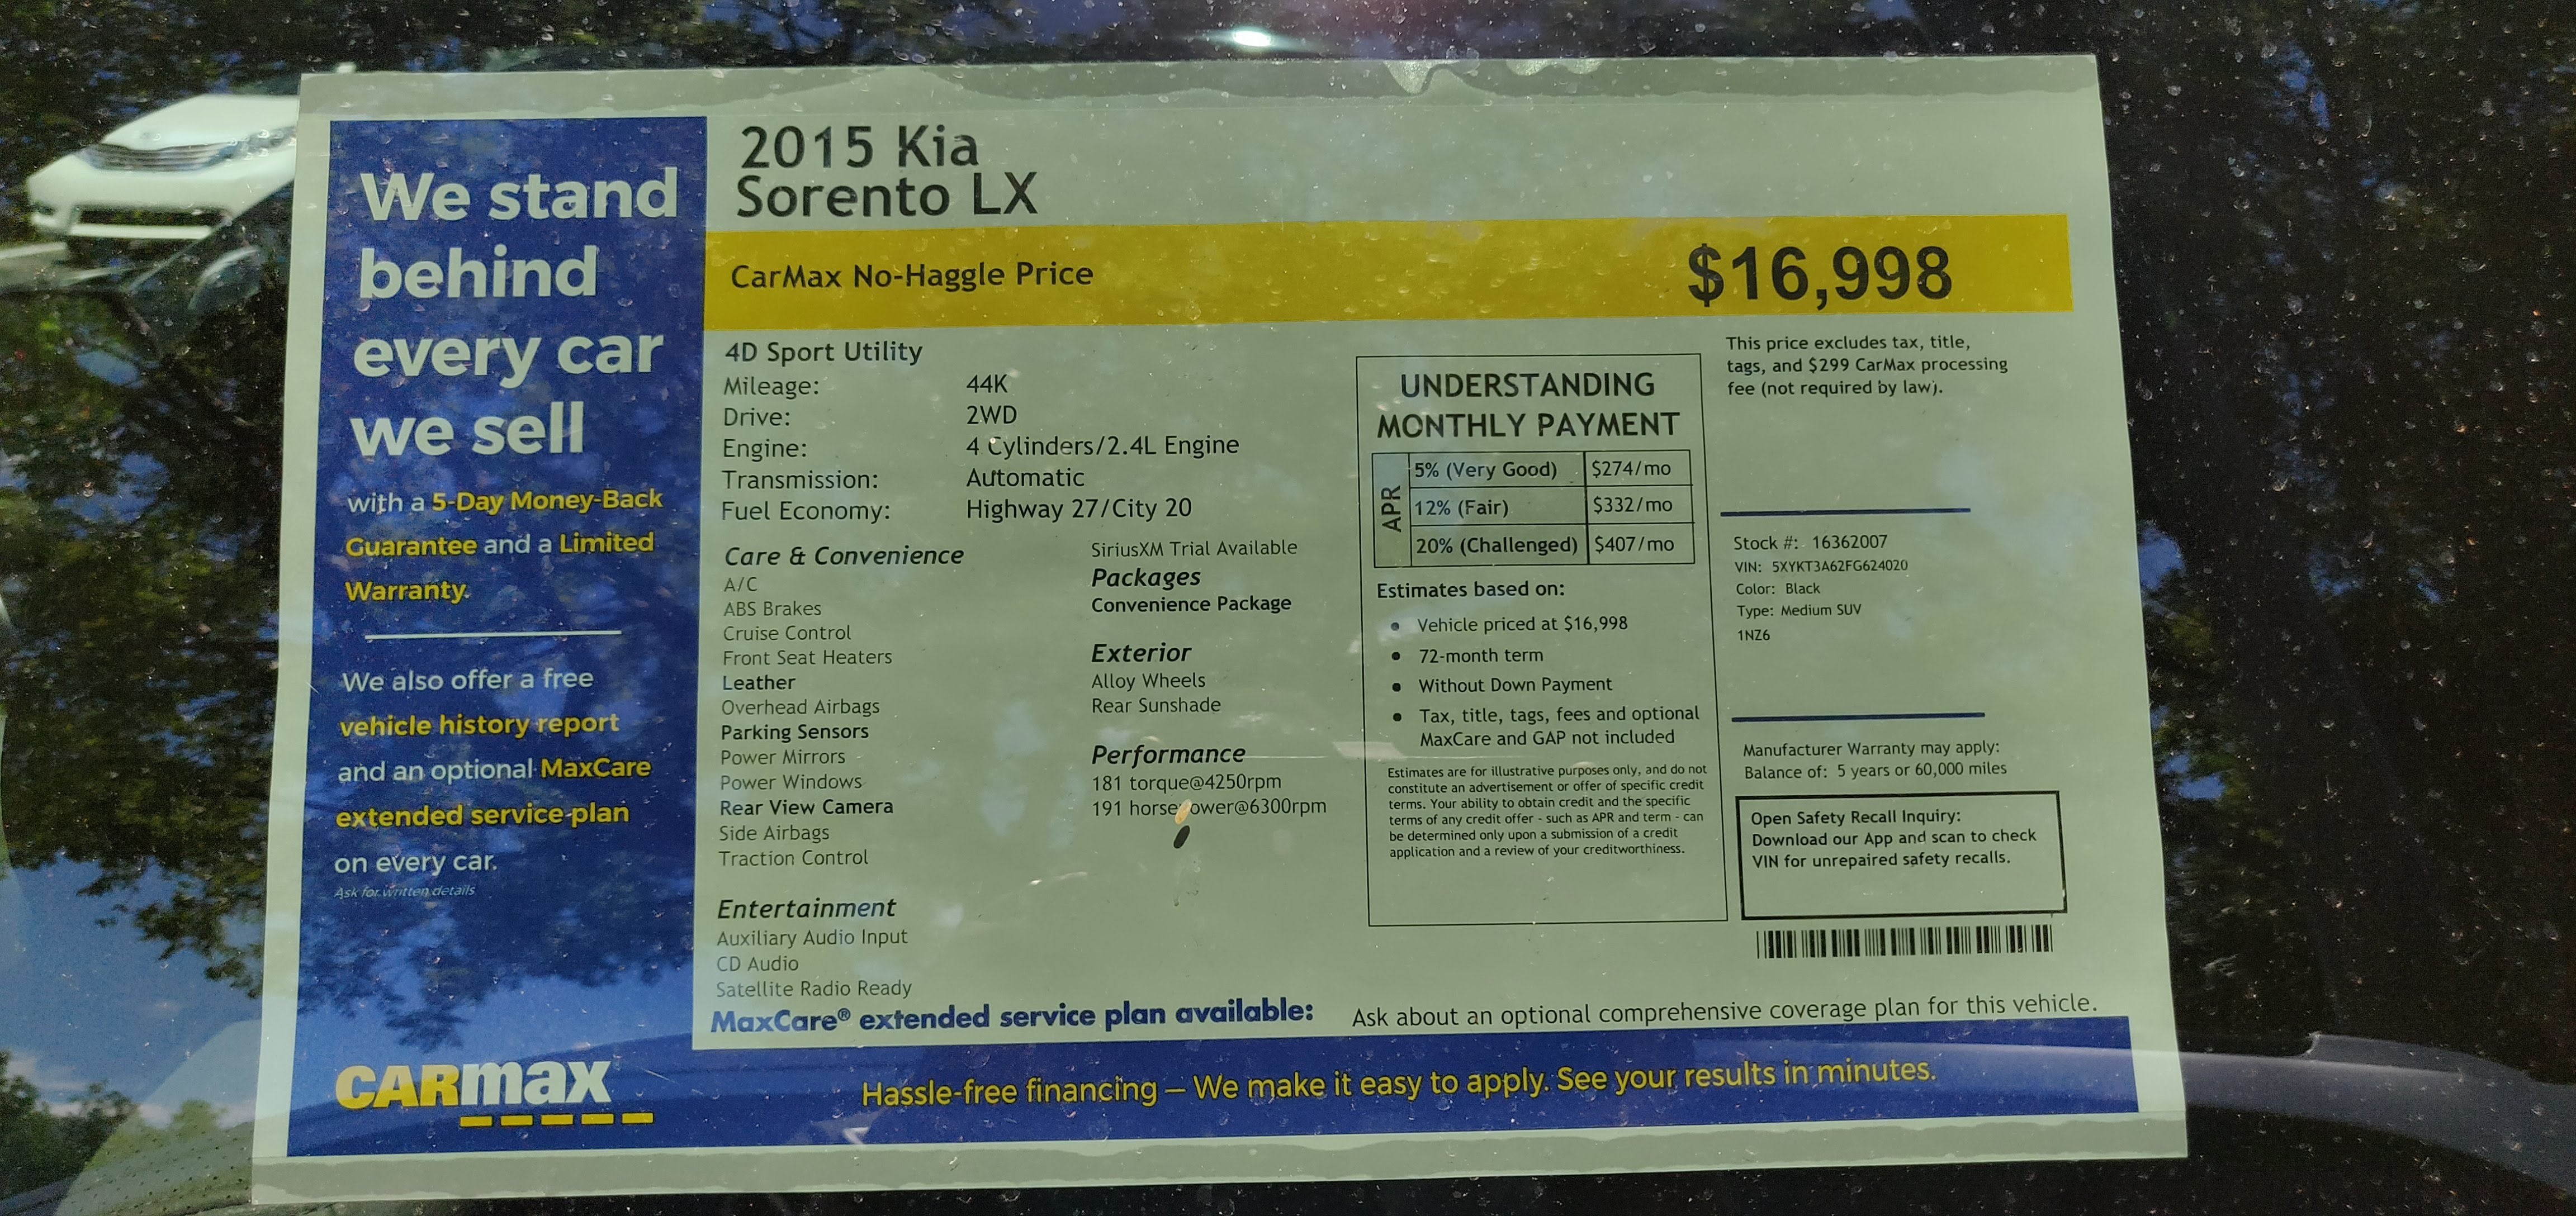 We stand
behind
every car
we sell
with a 5-Day Money-Back
Guarantee and a Limited
Warranty.
We also offer a free
vehicle history report
and an optional MaxCare
extended service plan
on every car.
Ask for written details
CARmax
2015 Kia
Sorento LX
CarMax No-Haggle Price
$16,998
4D Sport Utility
Mileage: 44K
Drive: 2WD
Engine: 4 Cylinders/2.4L Engine
Transmission: Automatic
Fuel Economy: Highway 27/City 20
Care & Convenience
A/C
ABS Brakes
Cruise Control
Front Seat Heaters
Leather
Overhead Airbags
Parking Sensors
Power Mirrors
Power Windows
Rear View Camera
Side Airbags
Traction Control
Entertainment
Auxiliary Audio Input
CD Audio
Satellite Radio Ready
SiriusXM Trial Available
Packages
Convenience Package
Exterior
Alloy Wheels
Rear Sunshade
Performance
181 torque@4250rpm
191 horsepower@6300rpm
UNDERSTANDING
MONTHLY PAYMENT
APR
5% (Very Good) $274/mo
12% (Fair) $332/mo
20% (Challenged) $407/mo
Estimates based on:
• Vehicle priced at $16,998
• 72-month term
• Without Down Payment
• Tax, title, tags, fees and optional
MaxCare and GAP not included
Estimates are for illustrative purposes only, and do not
constitute an advertisement or offer of specific credit
terms. Your ability to obtain credit and the specific
terms of any credit offer - such as APR and term - can
be determined only upon a submission of a credit
application and a review of your creditworthiness.
This price excludes tax, title,
tags, and $299 CarMax processing
fee (not required by law).
Stock #: 16362007
VIN: 5XYKT3A62FG624020
Color: Black
Type: Medium SUV
1NZ6
Manufacturer Warranty may apply:
Balance of: 5 years or 60,000 miles
Open Safety Recall Inquiry:
Download our App and scan to check
VIN for unrepaired safety recalls.
MaxCare® extended service plan available: Ask about an optional comprehensive coverage plan for this vehicle.
Hassle-free financing — We make it easy to apply. See your results in minutes.